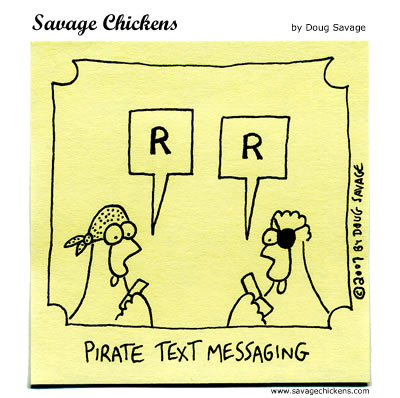 Savage Chickens
by Doug Savage
R
R
©2007 BY DOUG SAVAGE
PIRATE TEXT MESSAGING
www.savagechickens.com